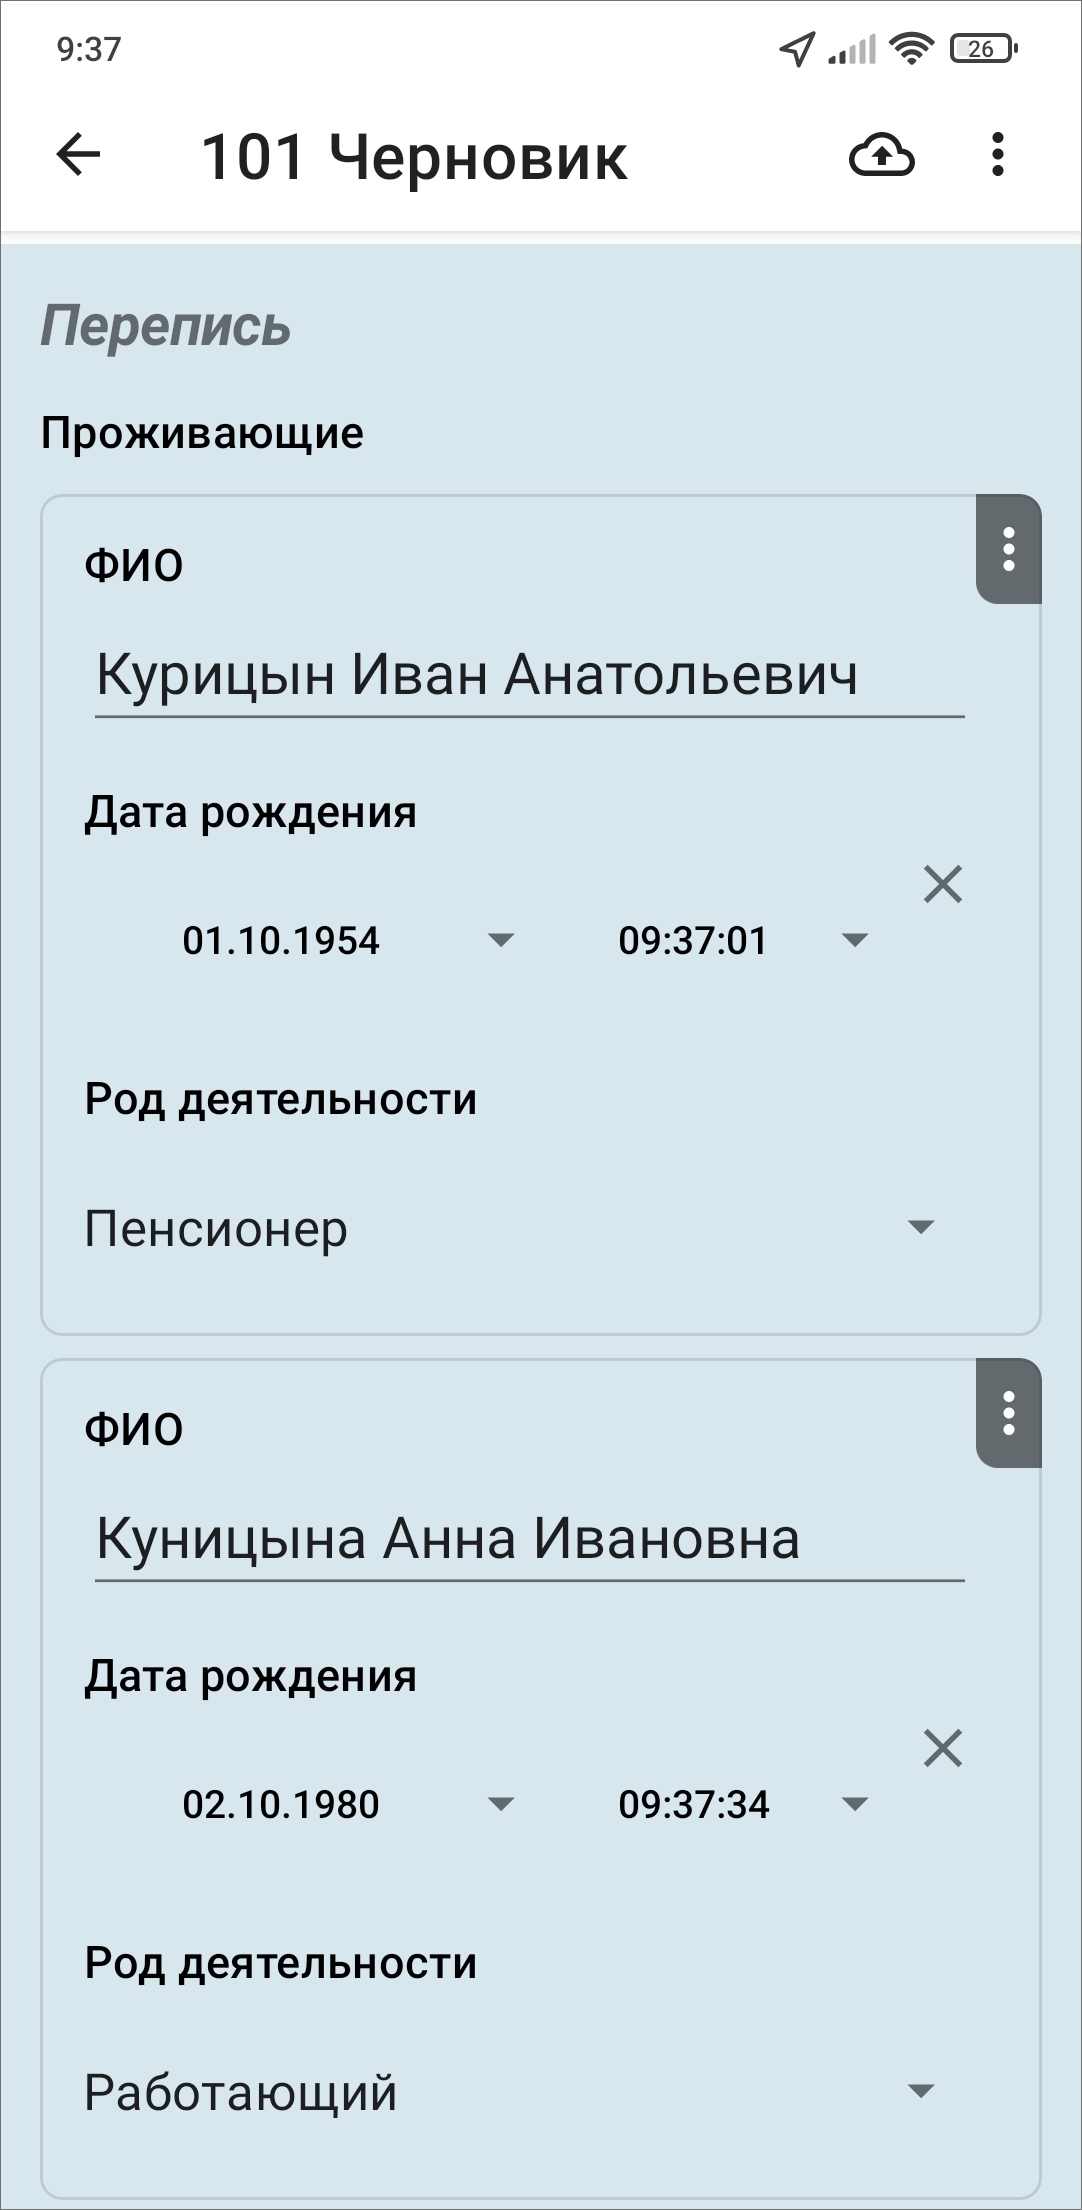 9:37
26
101 Черновик
Перепись
Проживающие
ФИО
Курицын Иван Анатольевич
Дата рождения
01.10.1954 09:37:01
Род деятельности
Пенсионер
ФИО
Куницына Анна Ивановна
Дата рождения
02.10.1980 09:37:34
Род деятельности
Работающий